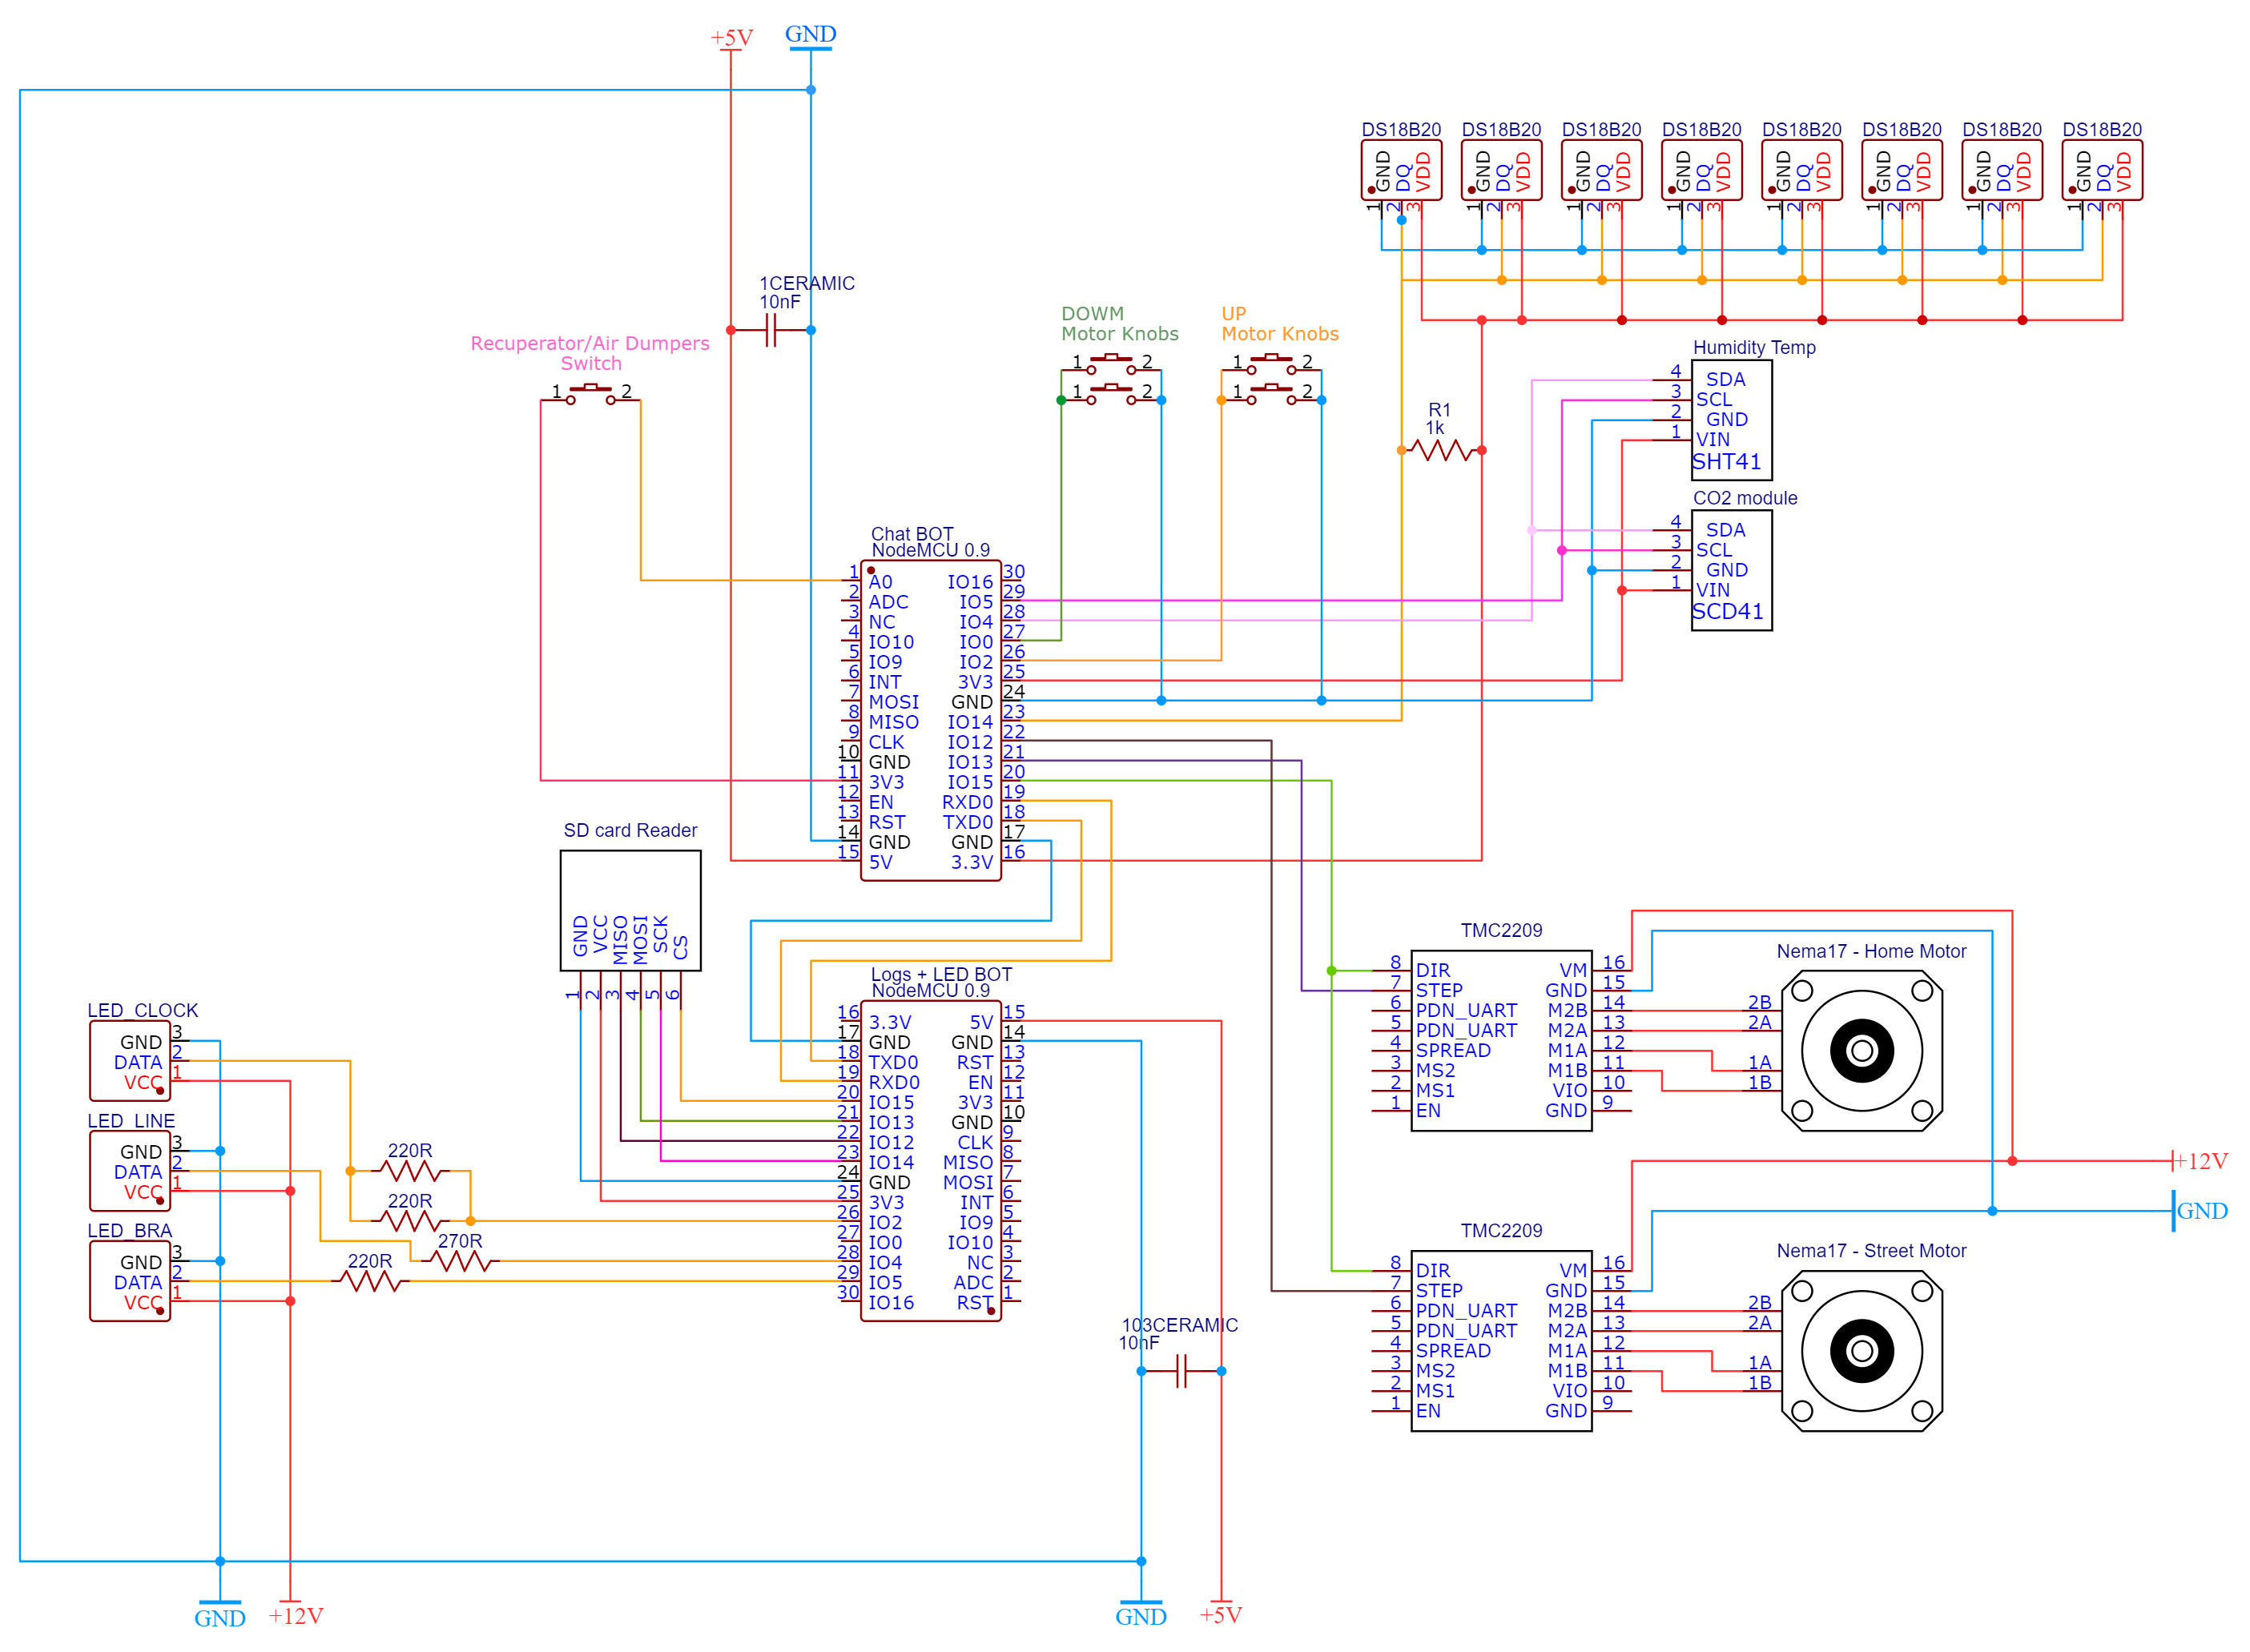 +5V
GND
DS18B20 DS18B20 DS18B20 DS18B20 DS18B20 DS18B20 DS18B20 DS18B20
GND DQ VDD GND DQ VDD GND DQ VDD GND DQ VDD GND DQ VDD GND DQ VDD GND DQ VDD GND DQ VDD
1 2 3 1 2 3 1 2 3 1 2 3 1 2 3 1 2 3 1 2 3 1 2 3
1CERAMIC
10nF
Recuperator/Air Dumpers
Switch
1 2
DOWM
Motor Knobs
1 2
1 2
UP
Motor Knobs
1 2
1 2
R1
1k
Humidity Temp
4 SDA
3 SCL
2 GND
1 VIN
SHT41
CO2 module
4 SDA
3 SCL
2 GND
1 VIN
SCD41
Chat BOT
NodeMCU 0.9
1 A0 IO16 30
2 ADC IO5 29
3 NC IO4 28
4 IO10 IO0 27
5 IO9 IO2 26
6 INT 3V3 25
7 MOSI GND 24
8 MISO IO14 23
9 CLK IO12 22
10 GND IO13 21
11 3V3 IO15 20
12 EN RXD0 19
13 RST TXD0 18
14 GND GND 17
15 5V 3.3V 16
SD card Reader
GND VCC MISO MOSI SCK CS
1 2 3 4 5 6
Logs + LED BOT
NodeMCU 0.9
16 3.3V 5V 15
17 GND GND 14
18 TXD0 RST 13
19 RXD0 EN 12
20 IO15 3V3 11
21 IO13 GND 10
22 IO12 CLK 9
23 IO14 MISO 8
24 GND MOSI 7
25 3V3 INT 6
26 IO2 IO9 5
27 IO0 IO10 4
28 IO4 NC 3
29 IO5 ADC 2
30 IO16 RST 1
LED_CLOCK
GND 3
DATA 2
VCC 1
LED_LINE
GND 3
DATA 2
VCC 1
LED_BRA
GND 3
DATA 2
VCC 1
220R
220R
270R
220R
103CERAMIC
10nF
TMC2209
8 DIR VM 16
7 STEP GND 15
6 PDN_UART M2B 14
5 PDN_UART M2A 13
4 SPREAD M1A 12
3 MS2 M1B 11
2 MS1 VIO 10
1 EN GND 9
Nema17 - Home Motor
2B
2A
1A
1B
+12V
GND
TMC2209
8 DIR VM 16
7 STEP GND 15
6 PDN_UART M2B 14
5 PDN_UART M2A 13
4 SPREAD M1A 12
3 MS2 M1B 11
2 MS1 VIO 10
1 EN GND 9
Nema17 - Street Motor
2B
2A
1A
1B
GND
+12V
GND
+5V